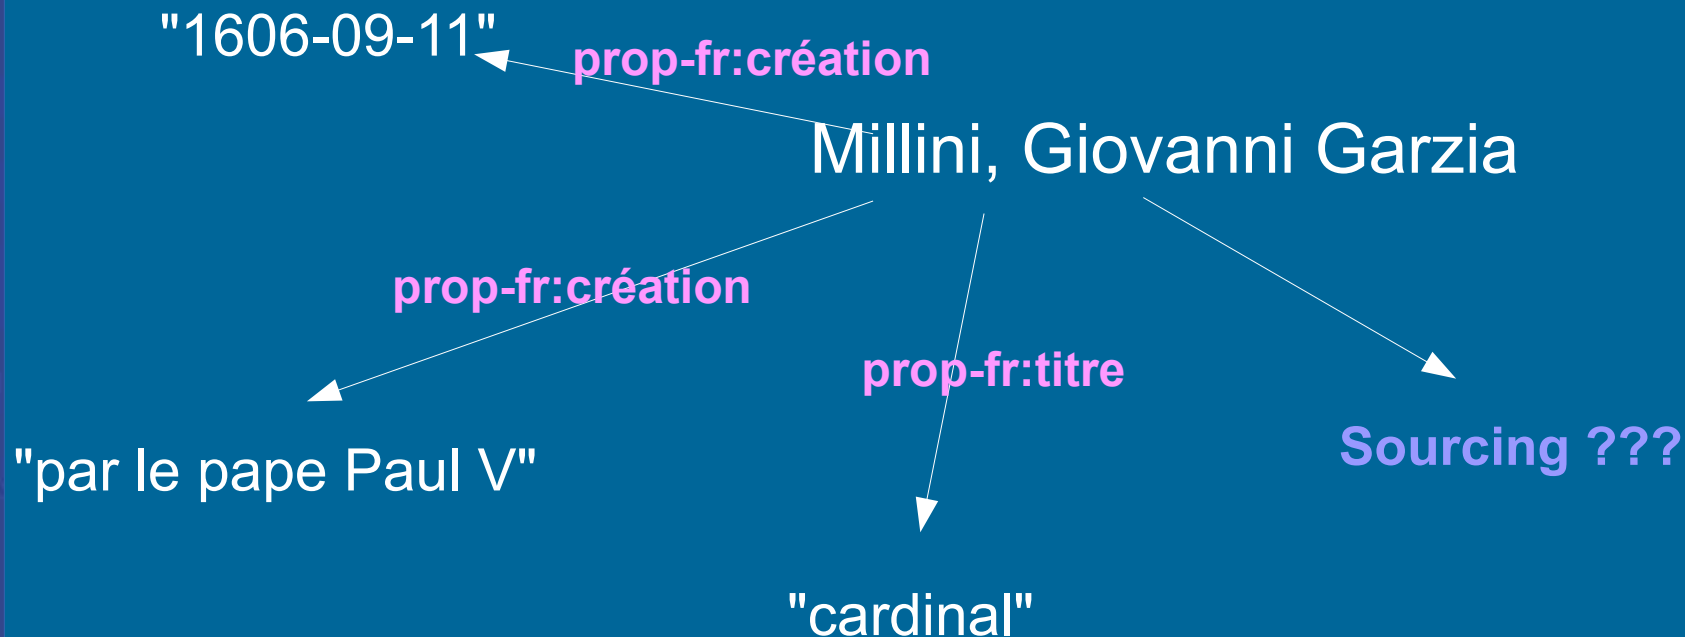 "1606-09-11"
prop-fr:création
Millini, Giovanni Garzia
prop-fr:création
prop-fr:titre
Sourcing ???
"par le pape Paul V"
"cardinal"